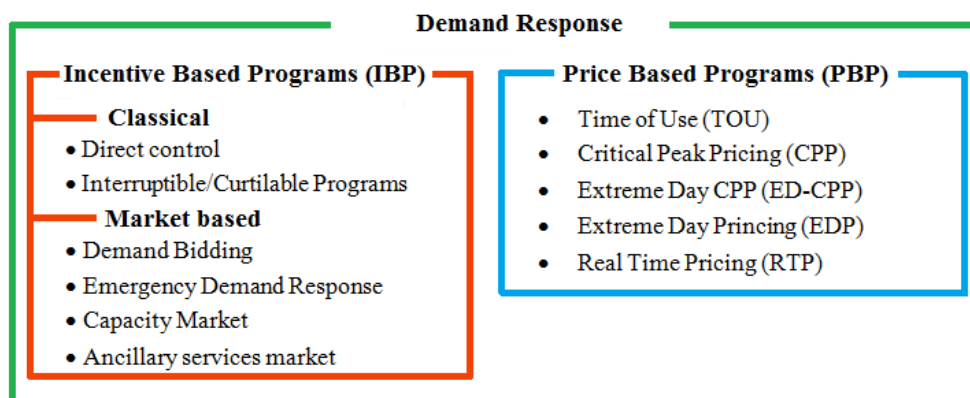 Demand Response
Incentive Based Programs (IBP)
Classical
• Direct control
• Interruptible/Curtilable Programs
Market based
• Demand Bidding
• Emergency Demand Response
• Capacity Market
• Ancillary services market
Price Based Programs (PBP)
• Time of Use (TOU)
• Critical Peak Pricing (CPP)
• Extreme Day CPP (ED-CPP)
• Extreme Day Princing (EDP)
• Real Time Pricing (RTP)